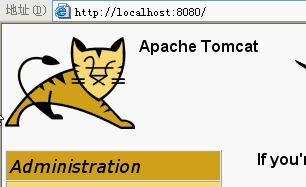 地址(D) http://localhost:8080/
Apache Tomcat
Administration
If you'r